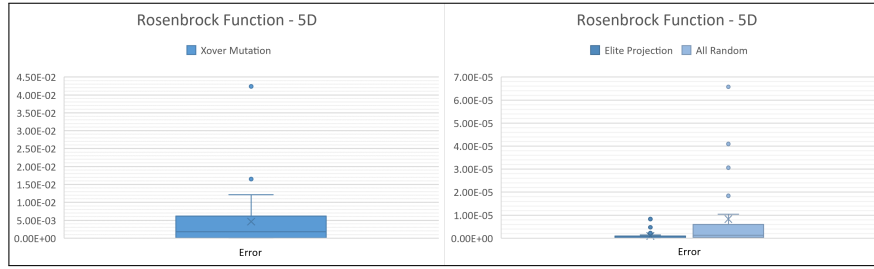 Rosenbrock Function - 5D
Xover Mutation
4.50E-02
4.00E-02
3.50E-02
3.00E-02
2.50E-02
2.00E-02
1.50E-02
1.00E-02
5.00E-03
0.00E+00
Error
Rosenbrock Function - 5D
Elite Projection All Random
7.00E-05
6.00E-05
5.00E-05
4.00E-05
3.00E-05
2.00E-05
1.00E-05
0.00E+00
Error